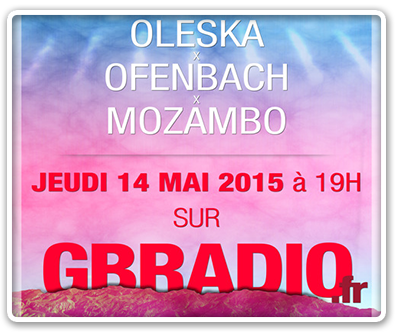 OLESKA
x
OFENBACH
x
MOZAMBO
JEUDI 14 MAI 2015 à 19H
SUR
GBRADIO.fr